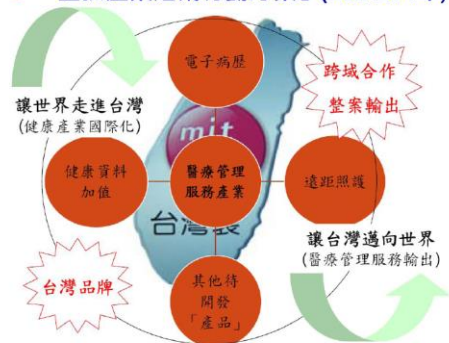 電子病歷
跨域合作
整案輸出
讓世界走進台灣
(健康產業國際化)
mit
健康資料
加值
醫療管理
服務產業
遠距照護
台灣製
讓台灣邁向世界
(醫療管理服務輸出)
台灣品牌
其他待
開發
「產品」